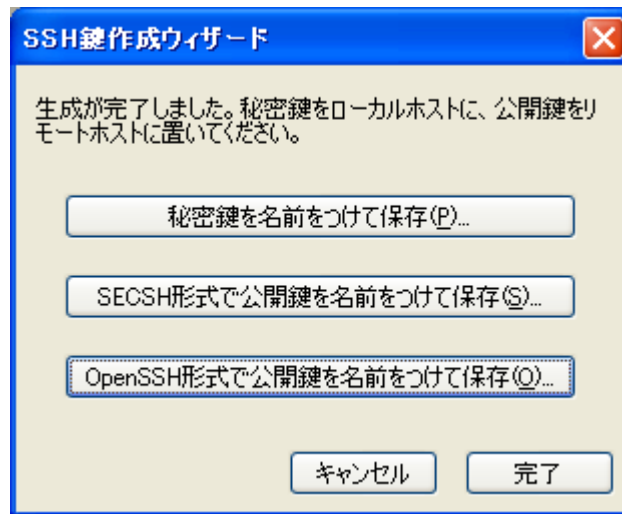 SSH鍵作成ウィザード
生成が完了しました。秘密鍵をローカルホストに、公開鍵をリ
モートホストに置いてください。
秘密鍵を名前をつけて保存(P)...
SECSH形式で公開鍵を名前をつけて保存(S)...
OpenSSH形式で公開鍵を名前をつけて保存(O)...
キャンセル
完了